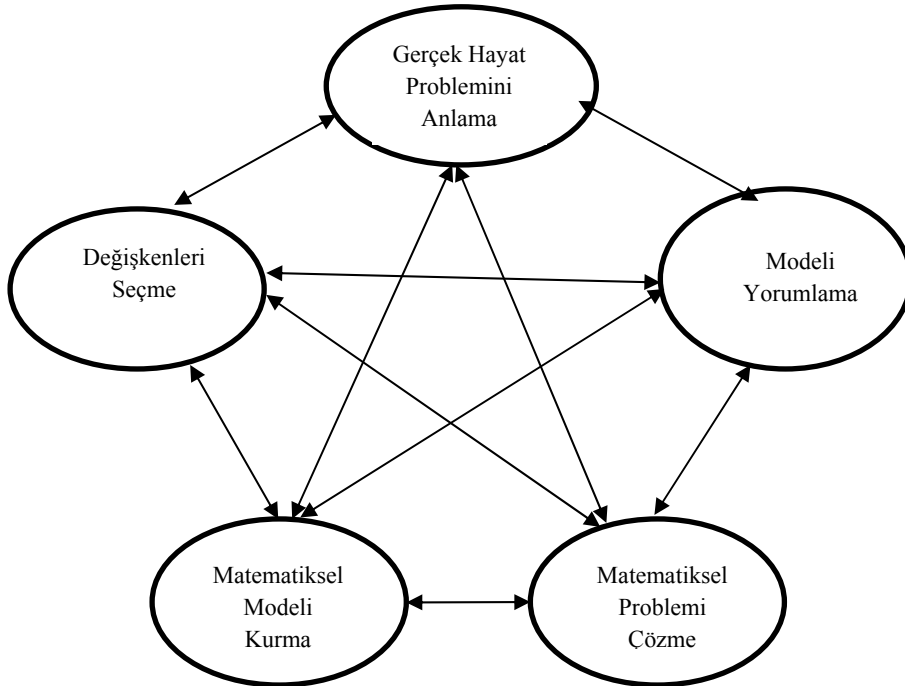 Gerçek Hayat
Problemini
Anlama
Değişkenleri
Seçme
Modeli
Yorumlama
Matematiksel
Modeli
Kurma
Matematiksel
Problemi
Çözme